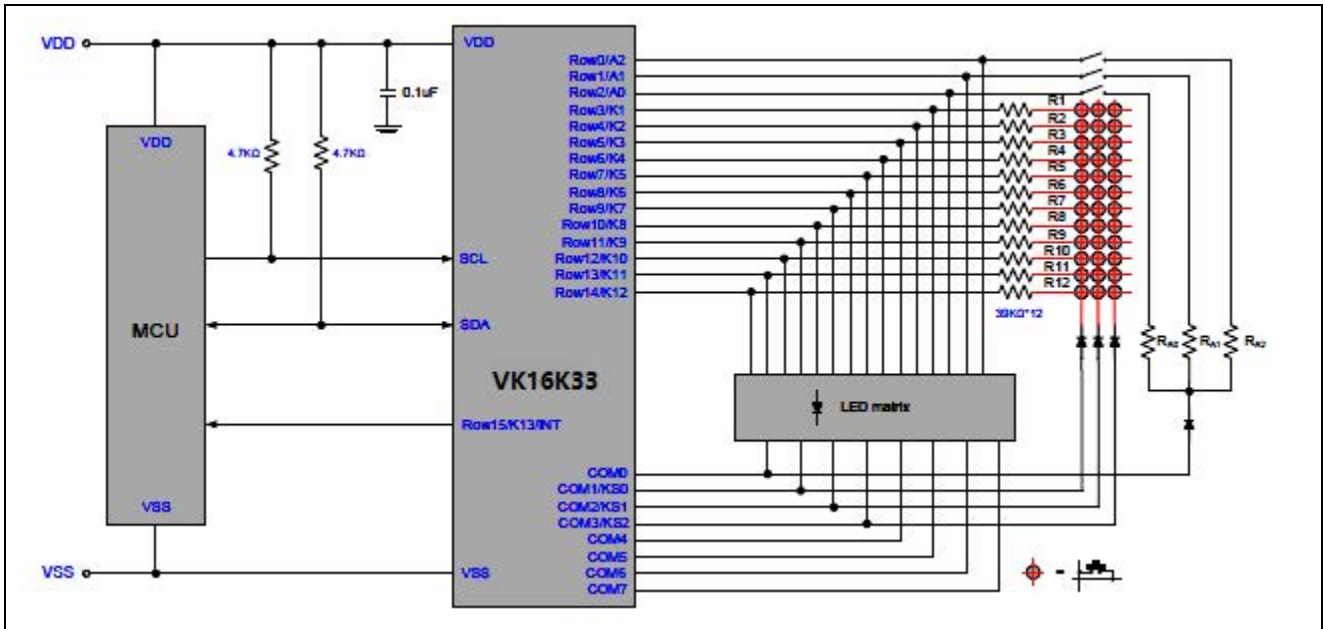 VDD
VDD
Row0/A2
Row1/A1
Row2/A0
Row3/K1
Row4/K2
Row5/K3
Row6/K4
Row7/K5
Row8/K6
Row9/K7
Row10/K8
Row11/K9
Row12/K10
Row13/K11
Row14/K12
0.1uF
VDD
4.7KΩ
4.7KΩ
R1
R2
R3
R4
R5
R6
R7
R8
R9
R10
R11
R12
39KΩ*12
SCL
SDA
MCU
VK16K33
RA0
RA1
RA2
LED matrix
Row15/K13/INT
COM0
COM1/KS0
COM2/KS1
COM3/KS2
COM4
COM5
COM6
COM7
VSS
VSS
VSS
-